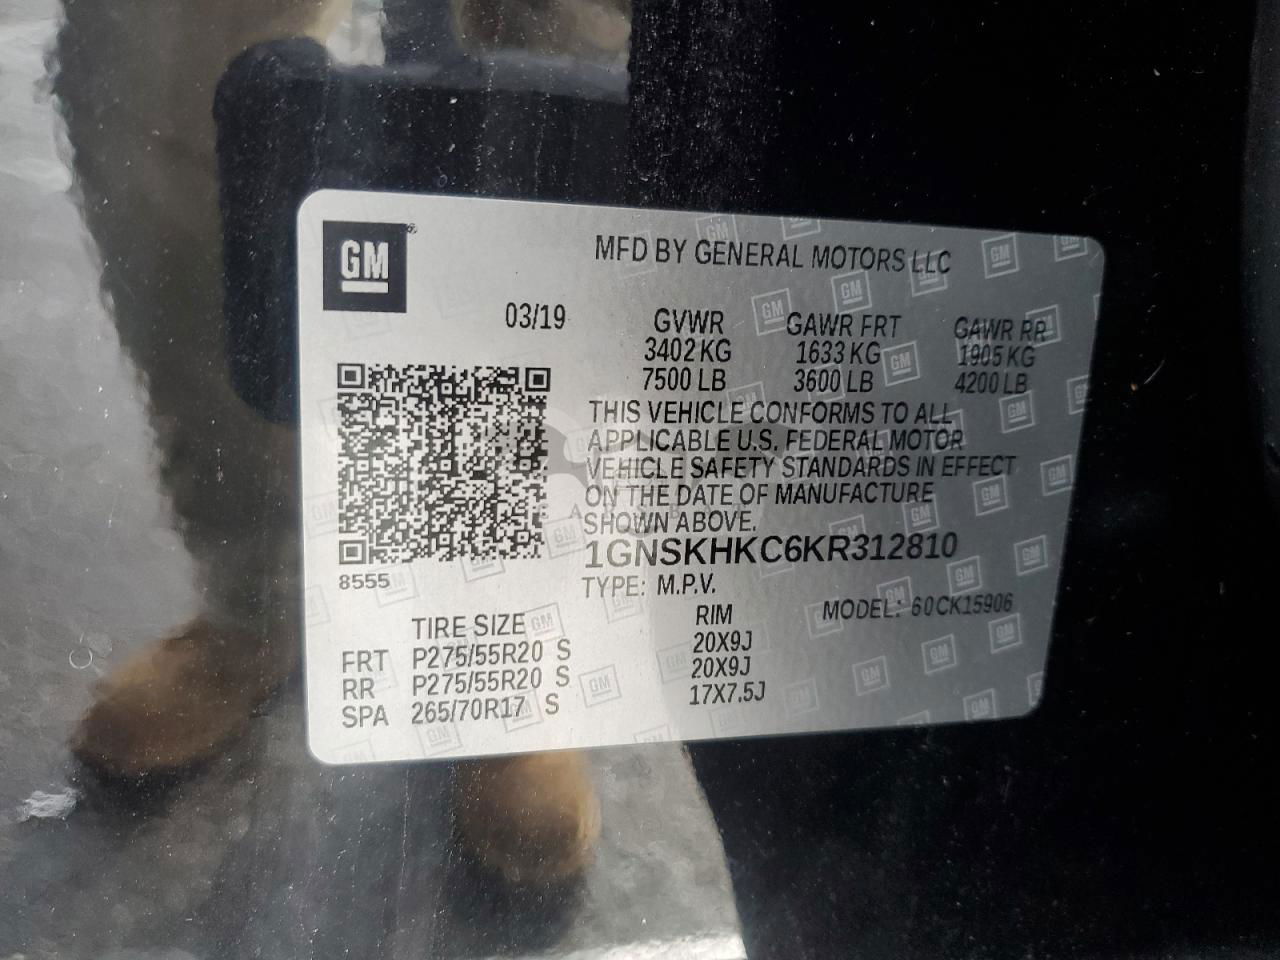 GM
MFD BY GENERAL MOTORS LLC
03/19 GVWR GAWR FRT GAWR RR
3402 KG 1633 KG 1905 KG
7500 LB 3600 LB 4200 LB
THIS VEHICLE CONFORMS TO ALL
APPLICABLE U.S. FEDERAL MOTOR
VEHICLE SAFETY STANDARDS IN EFFECT
ON THE DATE OF MANUFACTURE
SHOWN ABOVE.
1GNSKHKC6KR312810
8555
TYPE: M.P.V.
MODEL: 60CK15906
TIRE SIZE RIM
FRT P275/55R20 S 20X9J
RR P275/55R20 S 20X9J
SPA 265/70R17 S 17X7.5J